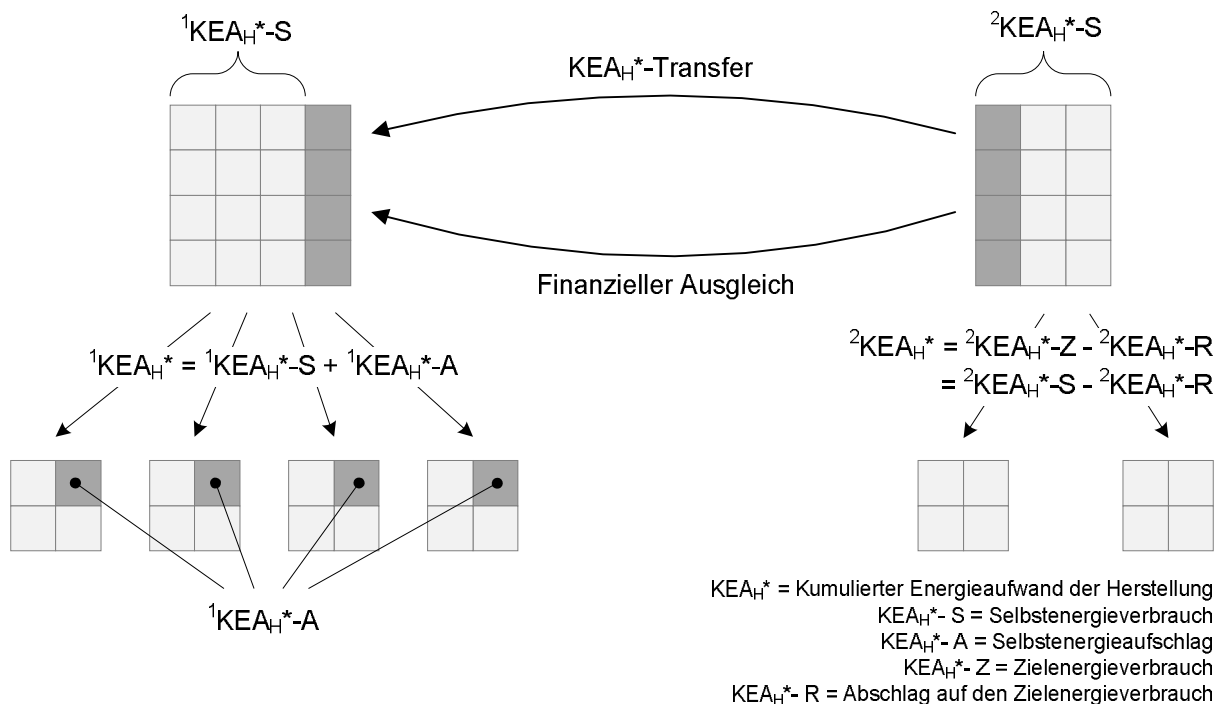 ¹KEA_H*-S
²KEA_H*-S
KEA_H*-Transfer
Finanzieller Ausgleich
¹KEA_H* = ¹KEA_H*-S + ¹KEA_H*-A
²KEA_H* = ²KEA_H*-Z - ²KEA_H*-R
= ²KEA_H*-S - ²KEA_H*-R
¹KEA_H*-A
KEA_H* = Kumulierter Energieaufwand der Herstellung
KEA_H*- S = Selbstenergieverbrauch
KEA_H*- A = Selbstenergieaufschlag
KEA_H*- Z = Zielenergieverbrauch
KEA_H*- R = Abschlag auf den Zielenergieverbrauch